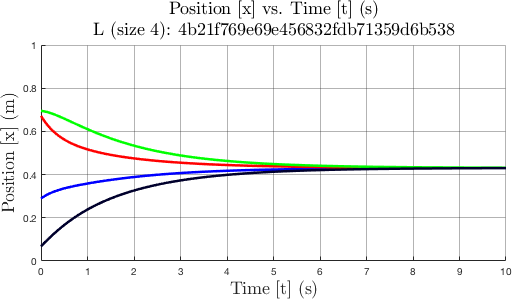 Position [x] vs. Time [t] (s)
L (size 4): 4b21f769e69e456832fdb71359d6b538
Position [x] (m)
1
0.8
0.6
0.4
0.2
0
0 1 2 3 4 5 6 7 8 9 10
Time [t] (s)